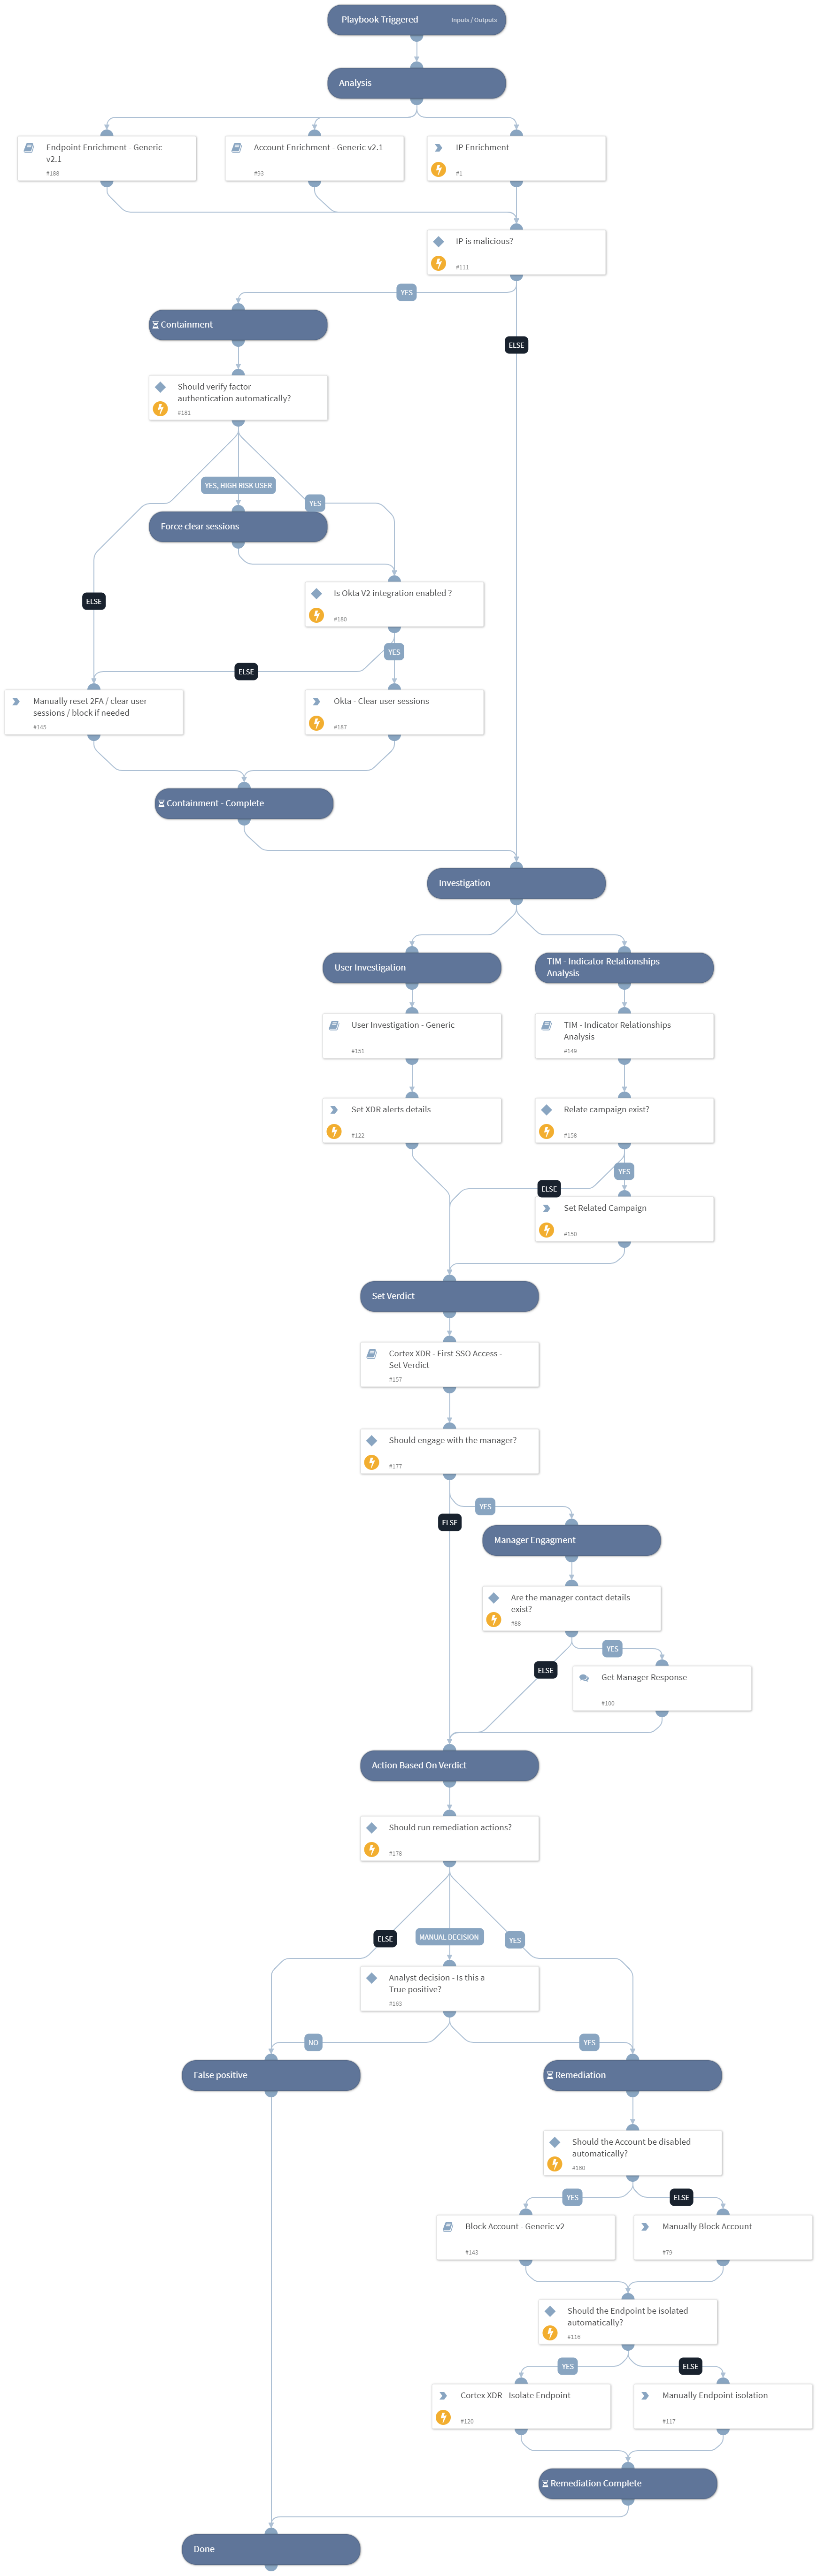 Playbook Triggered
Inputs / Outputs
Analysis
Endpoint Enrichment - Generic
v2.1
#188
Account Enrichment - Generic v2.1
#93
IP Enrichment
#1
IP is malicious?
#111
YES
ELSE
Containment
Should verify factor
authentication automatically?
#181
YES, HIGH RISK USER
YES
Force clear sessions
Is Okta V2 integration enabled ?
#180
ELSE
YES
ELSE
Manually reset 2FA / clear user
sessions / block if needed
#145
Okta - Clear user sessions
#187
Containment - Complete
Investigation
User Investigation
TIM - Indicator Relationships
Analysis
User Investigation - Generic
#151
TIM - Indicator Relationships
Analysis
#149
Set XDR alerts details
#122
Relate campaign exist?
#158
YES
ELSE
Set Related Campaign
#150
Set Verdict
Cortex XDR - First SSO Access -
Set Verdict
#157
Should engage with the manager?
#177
YES
ELSE
Manager Engagment
Are the manager contact details
exist?
#88
YES
ELSE
Get Manager Response
#100
Action Based On Verdict
Should run remediation actions?
#178
ELSE
MANUAL DECISION
YES
Analyst decision - Is this a
True positive?
#163
NO
YES
False positive
Remediation
Should the Account be disabled
automatically?
#160
YES
ELSE
Block Account - Generic v2
#143
Manually Block Account
#79
Should the Endpoint be isolated
automatically?
#116
YES
ELSE
Cortex XDR - Isolate Endpoint
#120
Manually Endpoint isolation
#117
Remediation Complete
Done